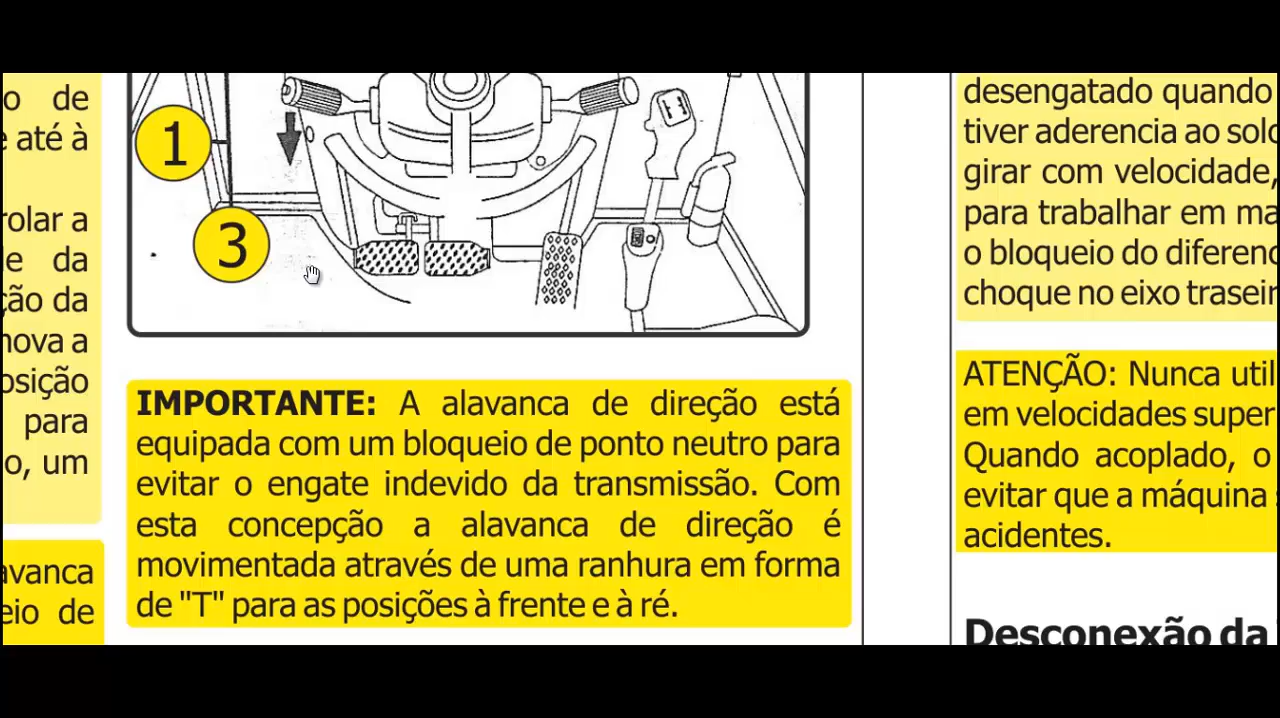 o de
e até à
rolar a
e da
ção da
nova a
osição
para
o, um
avanca
eio de
1
3
IMPORTANTE: A alavanca de direção está
equipada com um bloqueio de ponto neutro para
evitar o engate indevido da transmissão. Com
esta concepção a alavanca de direção é
movimentada através de uma ranhura em forma
de "T" para as posições à frente e à ré.
desengatado quando
tiver aderencia ao solo
girar com velocidade,
para trabalhar em ma
o bloqueio do diferenc
choque no eixo traseir
ATENÇÃO: Nunca util
em velocidades super
Quando acoplado, o
evitar que a máquina
acidentes.
Desconexão da